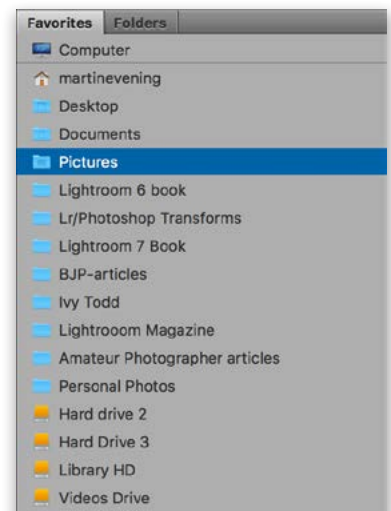 Favorites Folders
Computer
martinevening
Desktop
Documents
Pictures
Lightroom 6 book
Lr/Photoshop Transforms
Lightroom 7 Book
BJP-articles
Ivy Todd
Lightrooom Magazine
Amateur Photographer articles
Personal Photos
Hard drive 2
Hard Drive 3
Library HD
Videos Drive